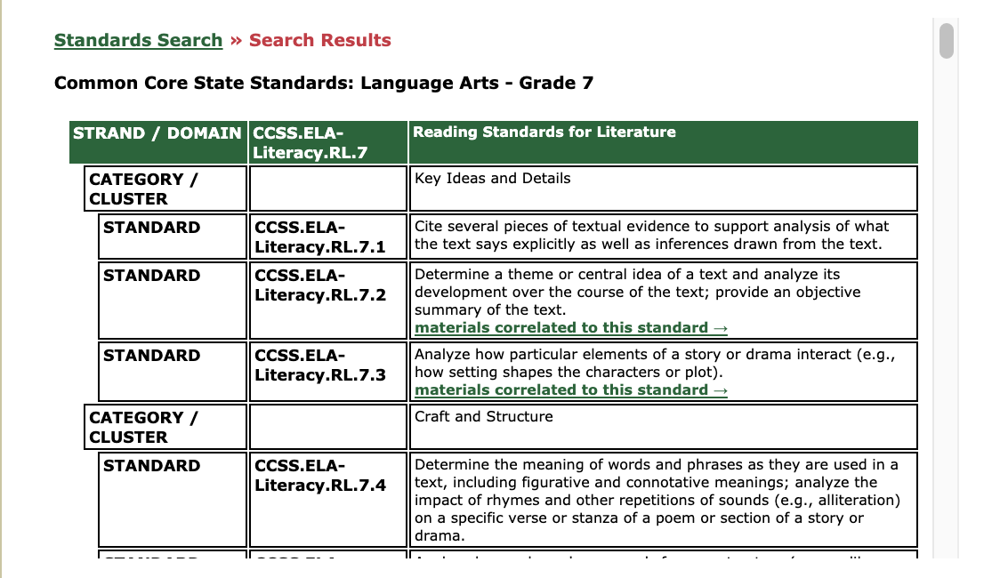 Standards Search » Search Results
Common Core State Standards: Language Arts - Grade 7
STRAND / DOMAIN
CCSS.ELA-
Literacy.RL.7
Reading Standards for Literature
CATEGORY /
CLUSTER
Key Ideas and Details
STANDARD
CCSS.ELA-
Literacy.RL.7.1
Cite several pieces of textual evidence to support analysis of what
the text says explicitly as well as inferences drawn from the text.
STANDARD
CCSS.ELA-
Literacy.RL.7.2
Determine a theme or central idea of a text and analyze its
development over the course of the text; provide an objective
summary of the text.
materials correlated to this standard →
STANDARD
CCSS.ELA-
Literacy.RL.7.3
Analyze how particular elements of a story or drama interact (e.g.,
how setting shapes the characters or plot).
materials correlated to this standard →
CATEGORY /
CLUSTER
Craft and Structure
STANDARD
CCSS.ELA-
Literacy.RL.7.4
Determine the meaning of words and phrases as they are used in a
text, including figurative and connotative meanings; analyze the
impact of rhymes and other repetitions of sounds (e.g., alliteration)
on a specific verse or stanza of a poem or section of a story or
drama.